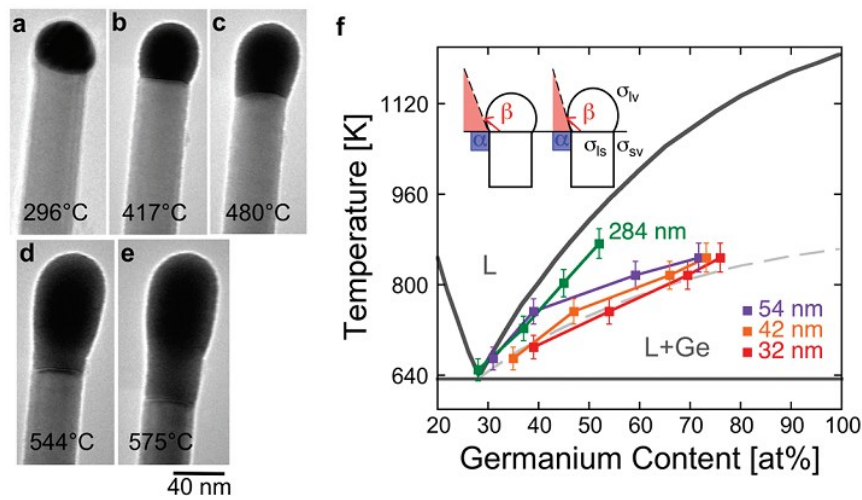 a
b
c
296°C
417°C
480°C
d
e
544°C
575°C
40 nm
f
Temperature [K]
1120
960
800
640
20 30 40 50 60 70 80 90 100
Germanium Content [at%]
β
α
β
α
σlv
σls
σsv
L
284 nm
L+Ge
54 nm
42 nm
32 nm